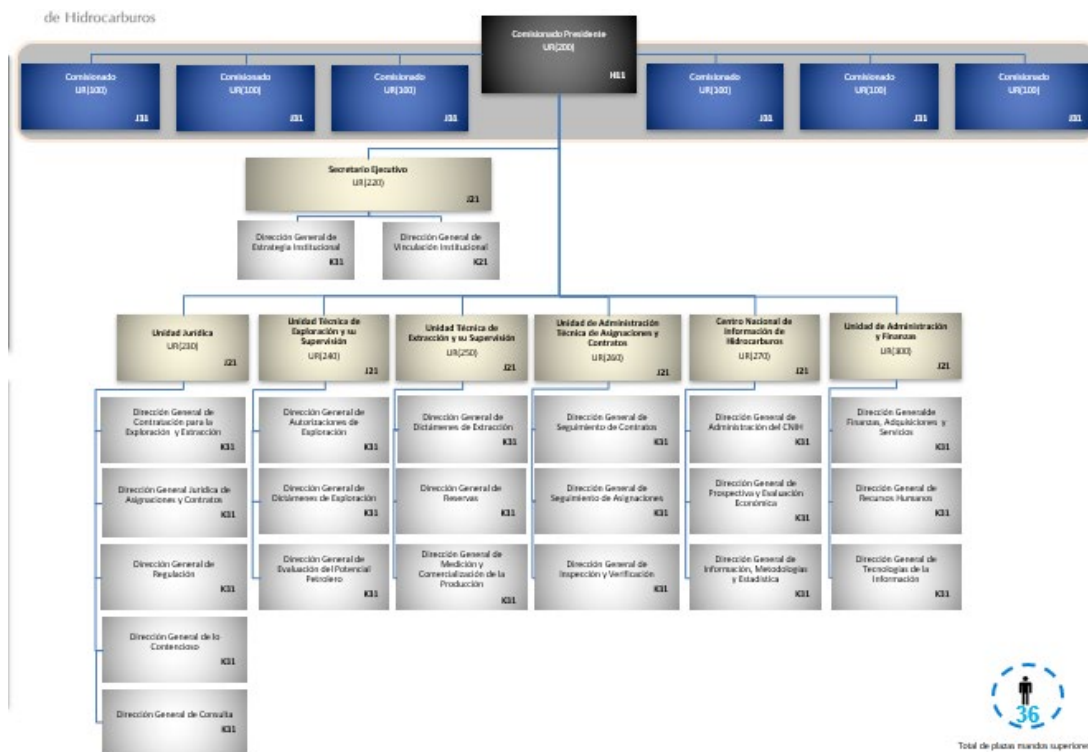 de Hidrocarburos
Comisionado Presidente
UR(200)
H11
Comisionado
UR(100)
J31
Comisionado
UR(100)
J31
Comisionado
UR(100)
J31
Comisionado
UR(100)
J31
Comisionado
UR(100)
J31
Comisionado
UR(100)
J31
Secretario Ejecutivo
UR(220)
J21
Dirección General de
Estrategia Institucional
K31
Dirección General de
Vinculación Institucional
K21
Unidad Jurídica
UR(230)
J21
Unidad Técnica de
Exploración y su
Supervisión
UR(240)
J21
Unidad Técnica de
Extracción y su Supervisión
UR(250)
J21
Unidad de Administración
Técnica de Asignaciones y
Contratos
UR(260)
J21
Centro Nacional de
Información de
Hidrocarburos
UR(270)
J21
Unidad de Administración
y Finanzas
UR(300)
J21
Dirección General de
Contratación para la
Exploración y Extracción
K31
Dirección General de
Autorizaciones de
Exploración
K31
Dirección General de
Dictámenes de Extracción
K31
Dirección General de
Seguimiento de Contratos
K31
Dirección General de
Administración del CNIH
K31
Dirección Generalde
Finanzas, Adquisiciones y
Servicios
K31
Dirección General Jurídica de
Asignaciones y Contratos
K31
Dirección General de
Dictámenes de Exploración
K31
Dirección General de
Reservas
K31
Dirección General de
Seguimiento de Asignaciones
K31
Dirección General de
Prospectiva y Evaluación
Económica
K31
Dirección General de
Recursos Humanos
K31
Dirección General de
Regulación
K31
Dirección General de
Evaluación del Potencial
Petrolero
K31
Dirección General de
Medición y
Comercialización de la
Producción
K31
Dirección General de
Inspección y Verificación
K31
Dirección General de
Información, Metodologías
y Estadística
K31
Dirección General de
Tecnologías de la
Información
K31
Dirección General de lo
Contencioso
K31
Dirección General de Consulta
K31
36
Total de plazas mandos superiores